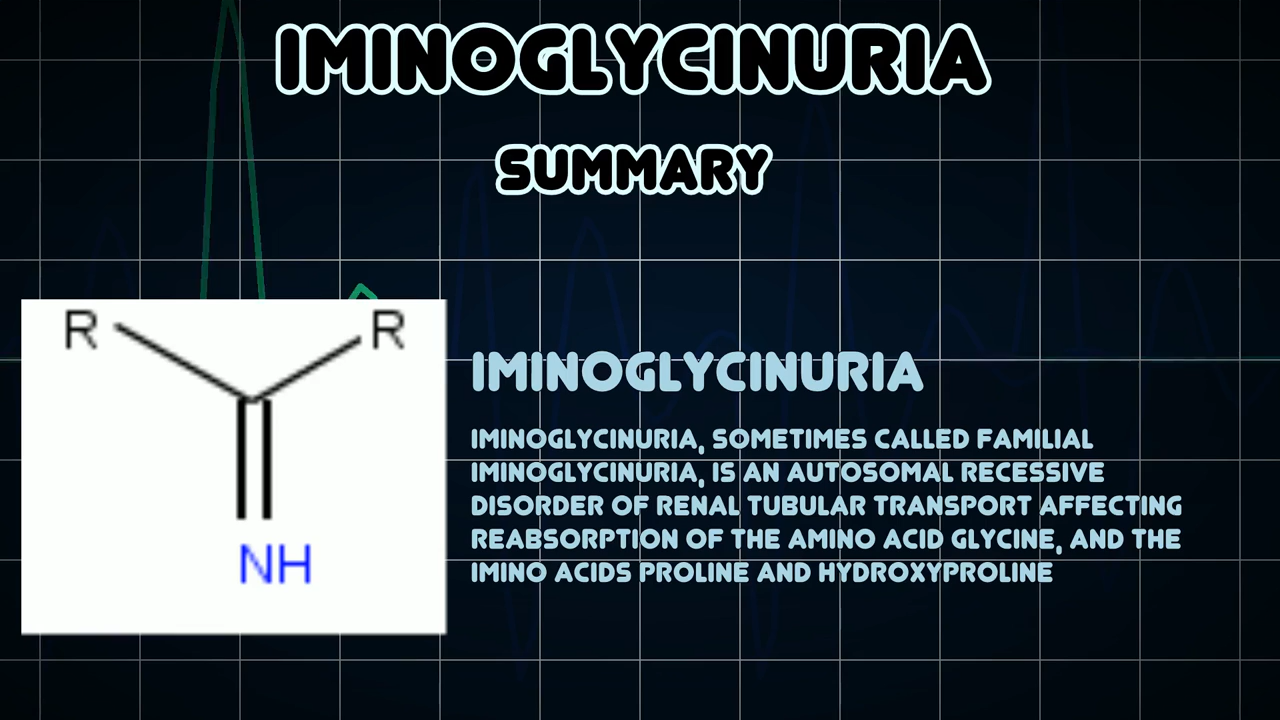 IMINOGLYCINURIA
SUMMARY
R R
NH
IMINOGLYCINURIA
IMINOGLYCINURIA, SOMETIMES CALLED FAMILIAL
IMINOGLYCINURIA, IS AN AUTOSOMAL RECESSIVE
DISORDER OF RENAL TUBULAR TRANSPORT AFFECTING
REABSORPTION OF THE AMINO ACID GLYCINE, AND THE
IMINO ACIDS PROLINE AND HYDROXYPROLINE